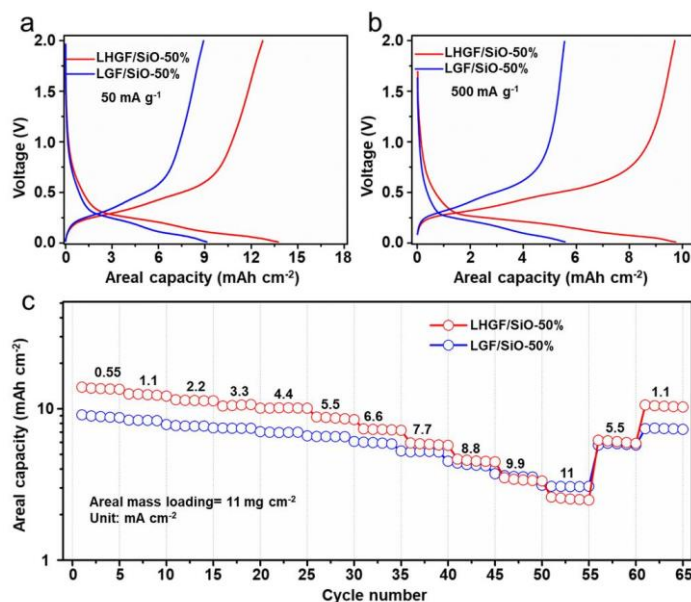 a
2.0
1.5
1.0
0.5
0.0
Voltage (V)
LHGF/SiO-50%
LGF/SiO-50%
50 mA g⁻¹
0 3 6 9 12 15 18
Areal capacity (mAh cm⁻²)
b
2.0
1.5
1.0
0.5
0.0
Voltage (V)
LHGF/SiO-50%
LGF/SiO-50%
500 mA g⁻¹
0 2 4 6 8 10
Areal capacity (mAh cm⁻²)
c
10
1
Areal capacity (mAh cm⁻²)
LHGF/SiO-50%
LGF/SiO-50%
0.55 1.1 2.2 3.3 4.4 5.5 6.6 7.7 8.8 9.9 11 5.5 1.1
Areal mass loading= 11 mg cm⁻²
Unit: mA cm⁻²
0 5 10 15 20 25 30 35 40 45 50 55 60 65
Cycle number